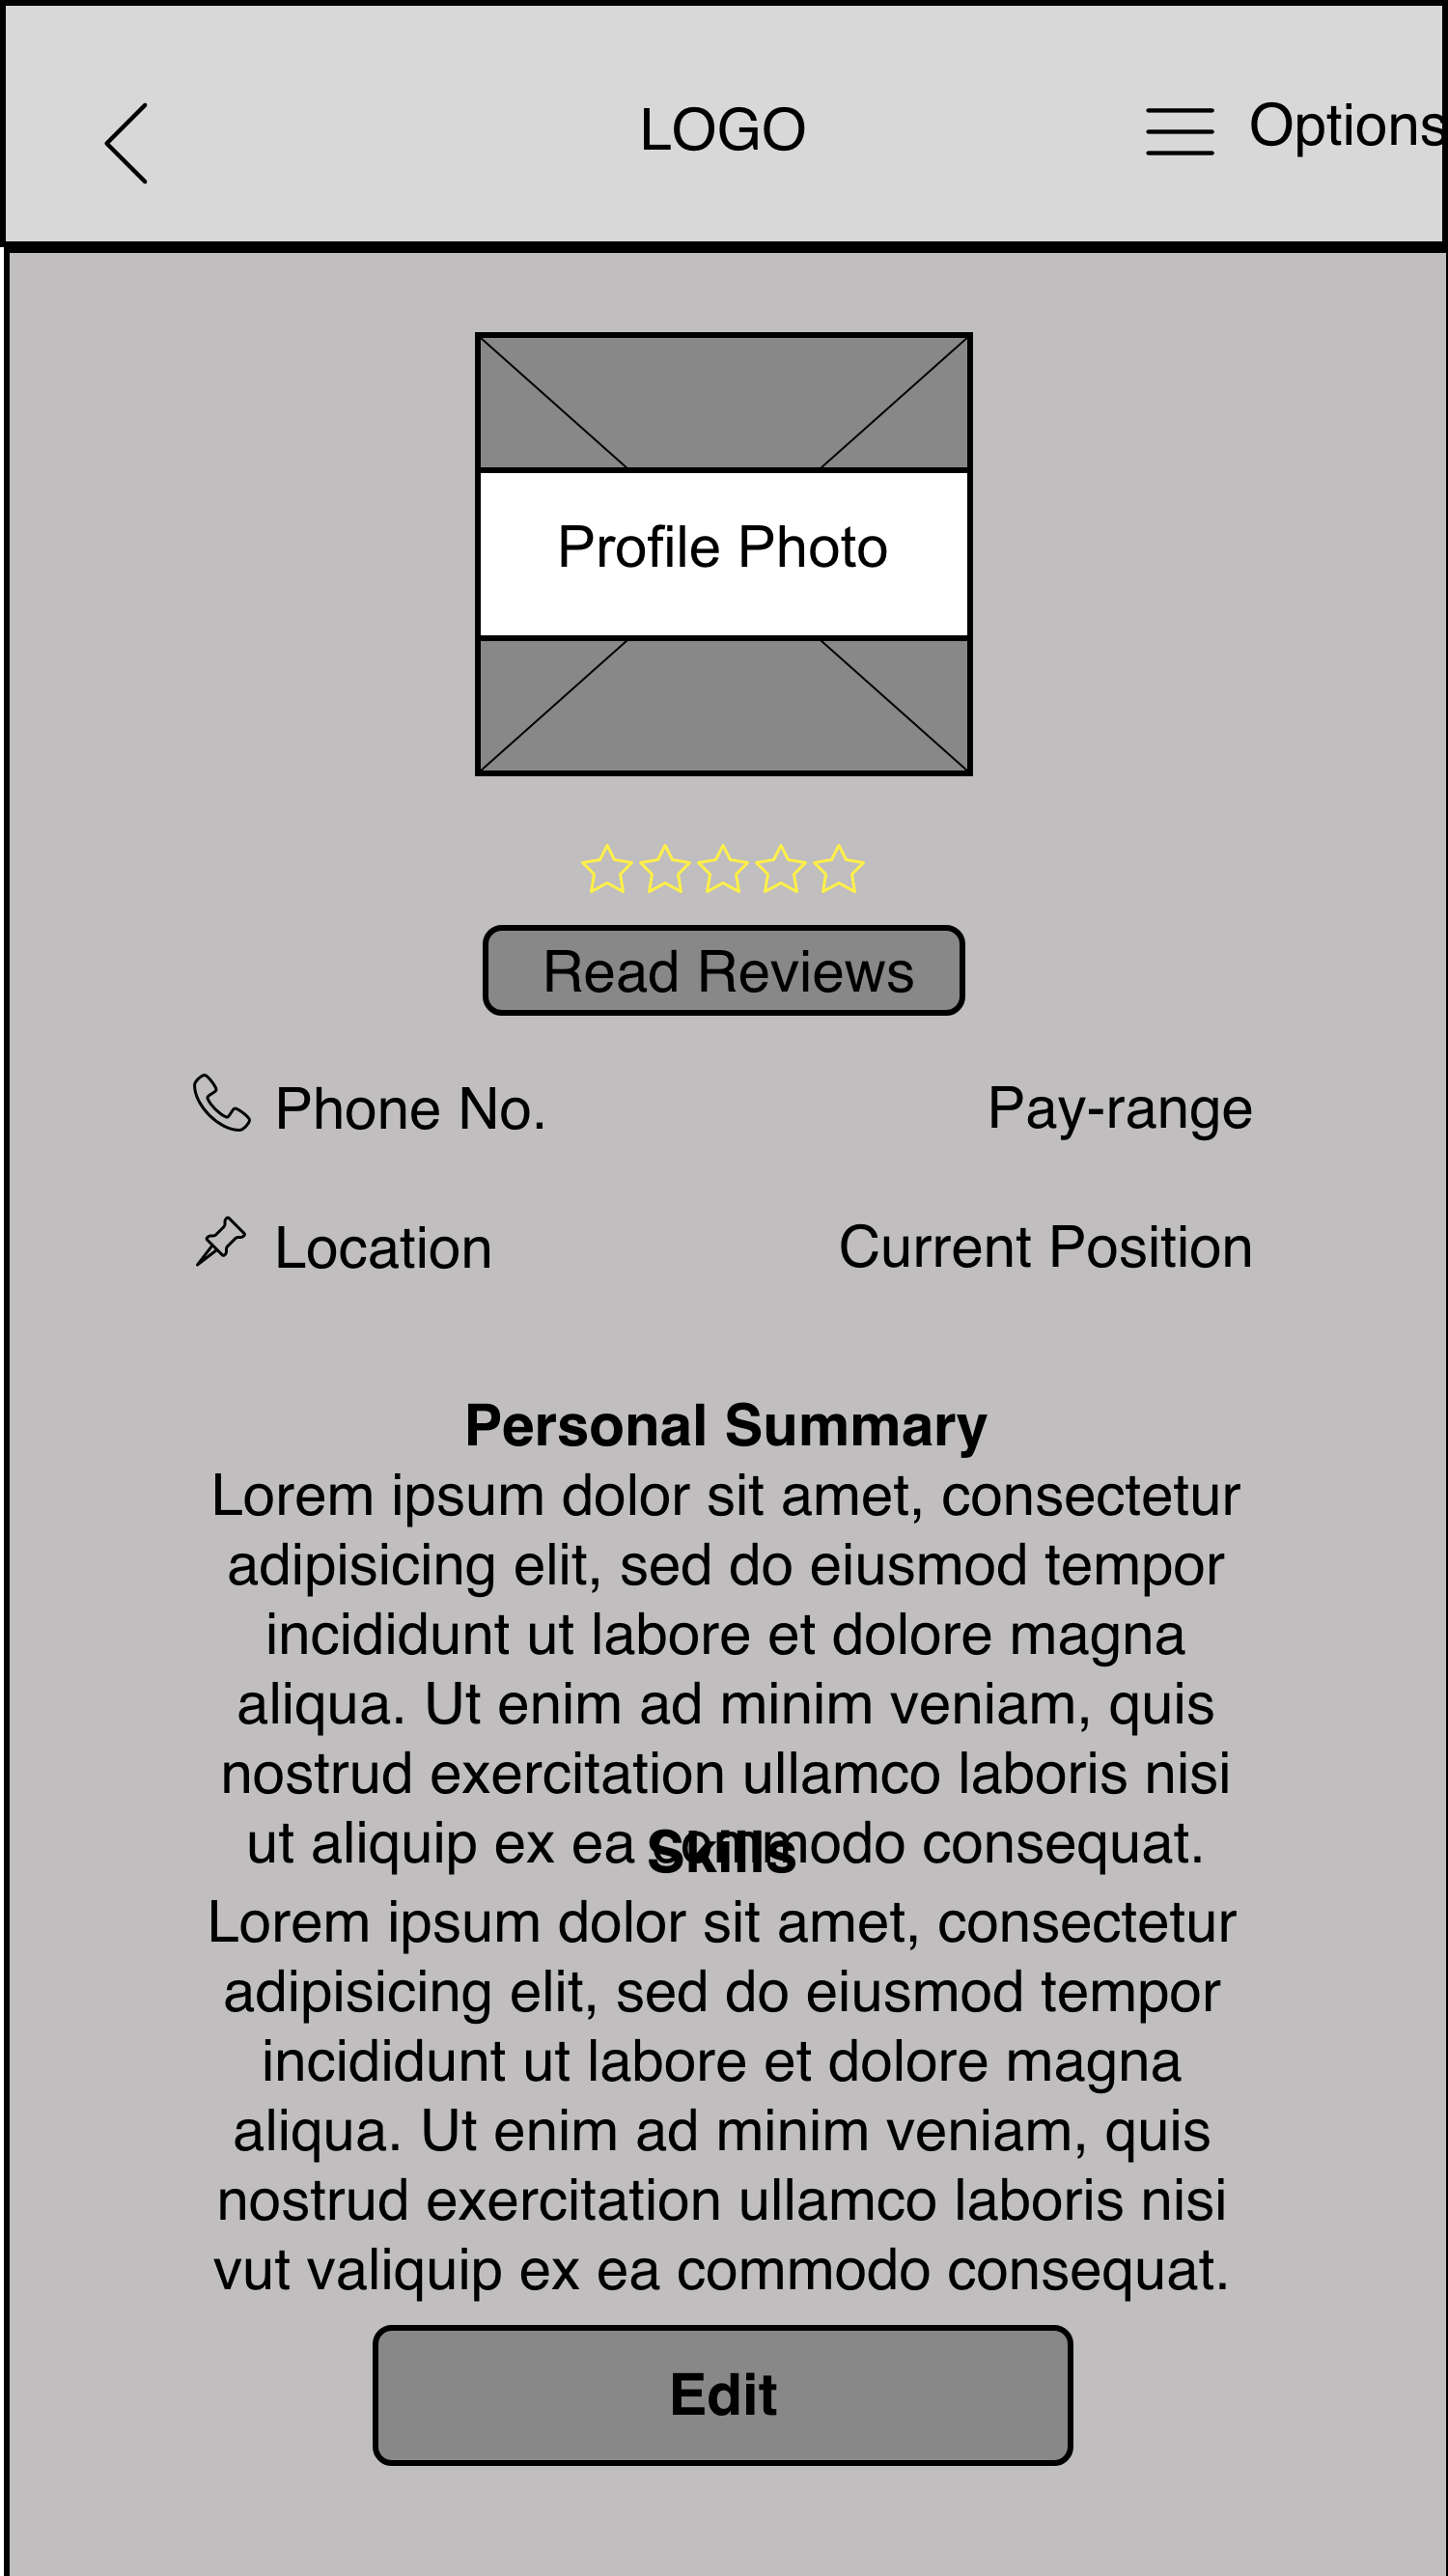 LOGO
Options
Profile Photo
Read Reviews
Phone No.
Pay-range
Location
Current Position
Personal Summary
Lorem ipsum dolor sit amet, consectetur
adipisicing elit, sed do eiusmod tempor
incididunt ut labore et dolore magna
aliqua. Ut enim ad minim veniam, quis
nostrud exercitation ullamco laboris nisi
ut aliquip ex ea commodo consequat.
Skills
Lorem ipsum dolor sit amet, consectetur
adipisicing elit, sed do eiusmod tempor
incididunt ut labore et dolore magna
aliqua. Ut enim ad minim veniam, quis
nostrud exercitation ullamco laboris nisi
vut valiquip ex ea commodo consequat.
Edit